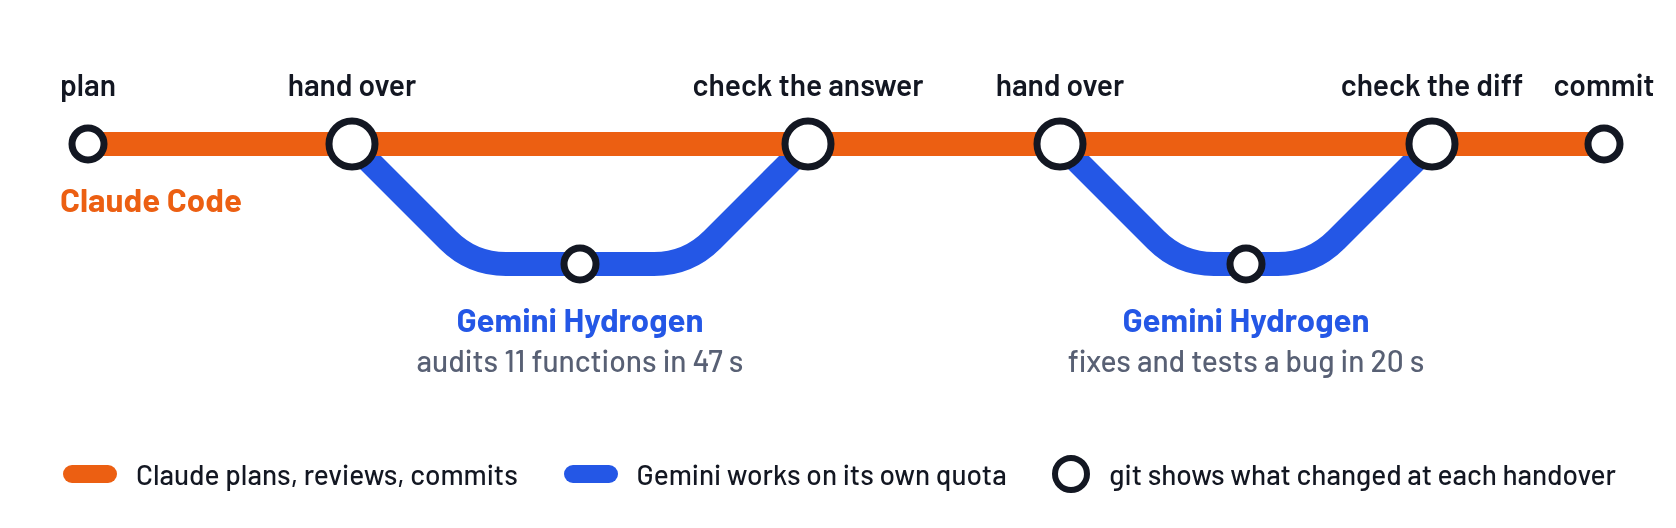 plan
hand over
check the answer
hand over
check the diff
commit
Claude Code
Gemini Hydrogen
audits 11 functions in 47 s
Gemini Hydrogen
fixes and tests a bug in 20 s
Claude plans, reviews, commits
Gemini works on its own quota
git shows what changed at each handover